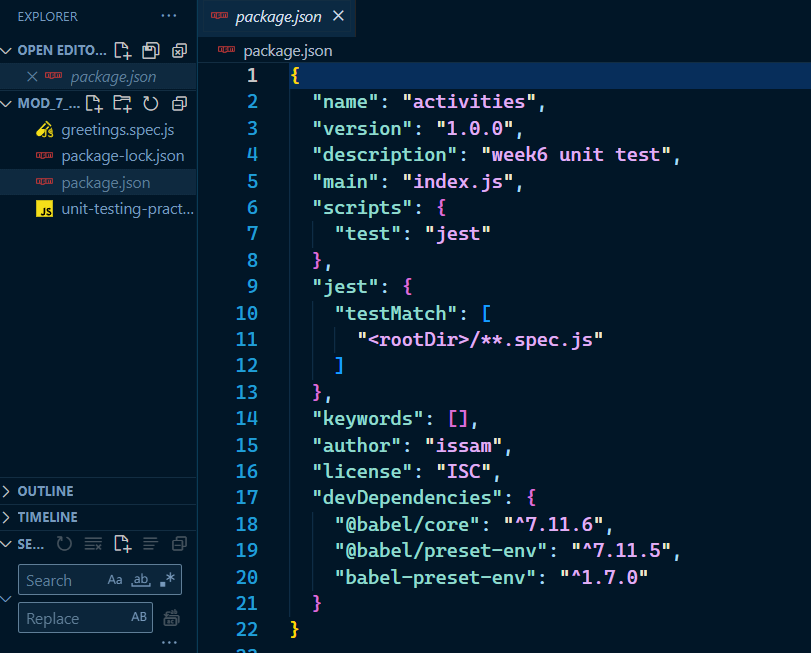 EXPLORER
OPEN EDITO...
package.json
MOD_7_...
greetings.spec.js
package-lock.json
package.json
JS unit-testing-pract...
OUTLINE
TIMELINE
SE...
Search Aa ab .*
Replace AB
package.json
package.json
1 {
2 "name": "activities",
3 "version": "1.0.0",
4 "description": "week6 unit test",
5 "main": "index.js",
6 "scripts": {
7 "test": "jest"
8 },
9 "jest": {
10 "testMatch": [
11 "<rootDir>/**.spec.js"
12 ]
13 },
14 "keywords": [],
15 "author": "issam",
16 "license": "ISC",
17 "devDependencies": {
18 "@babel/core": "^7.11.6",
19 "@babel/preset-env": "^7.11.5",
20 "babel-preset-env": "^1.7.0"
21 }
22 }